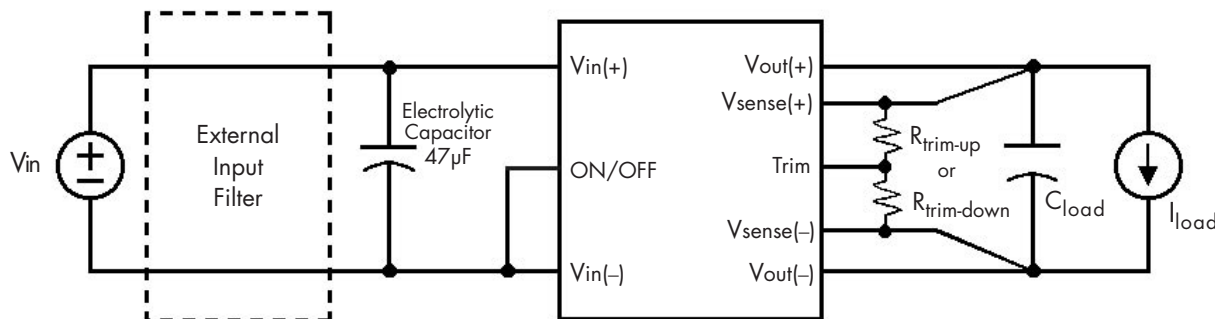 Vin
+
−
External
Input
Filter
Electrolytic
Capacitor
47µF
Vin(+)
ON/OFF
Vin(–)
Vout(+)
Vsense(+)
Trim
Vsense(–)
Vout(–)
Rtrim-up
or
Rtrim-down
Cload
Iload